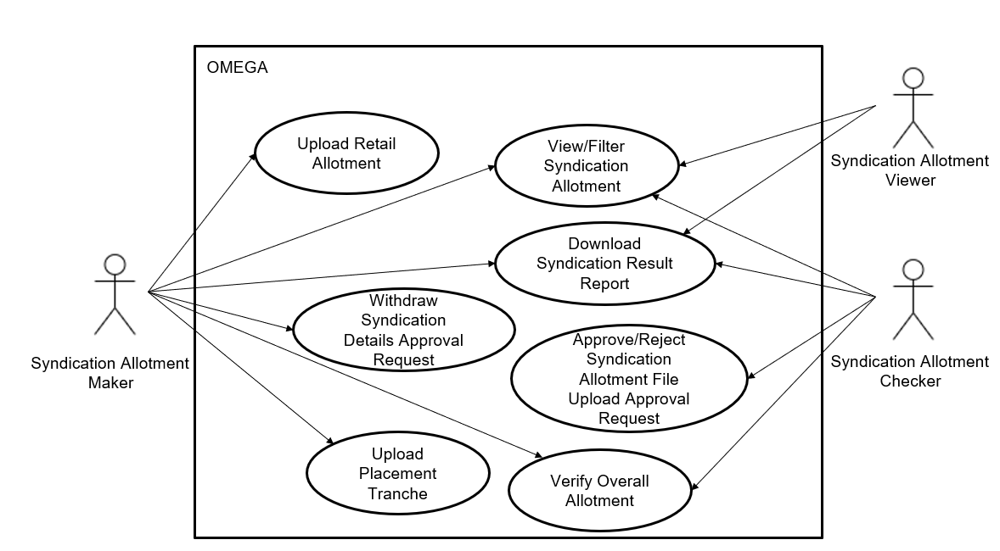 OMEGA
Upload Retail
Allotment
View/Filter
Syndication
Allotment
Syndication Allotment
Viewer
Download
Syndication Result
Report
Withdraw
Syndication
Details Approval
Request
Syndication Allotment
Maker
Approve/Reject
Syndication
Allotment File
Upload Approval
Request
Syndication Allotment
Checker
Upload
Placement
Tranche
Verify Overall
Allotment